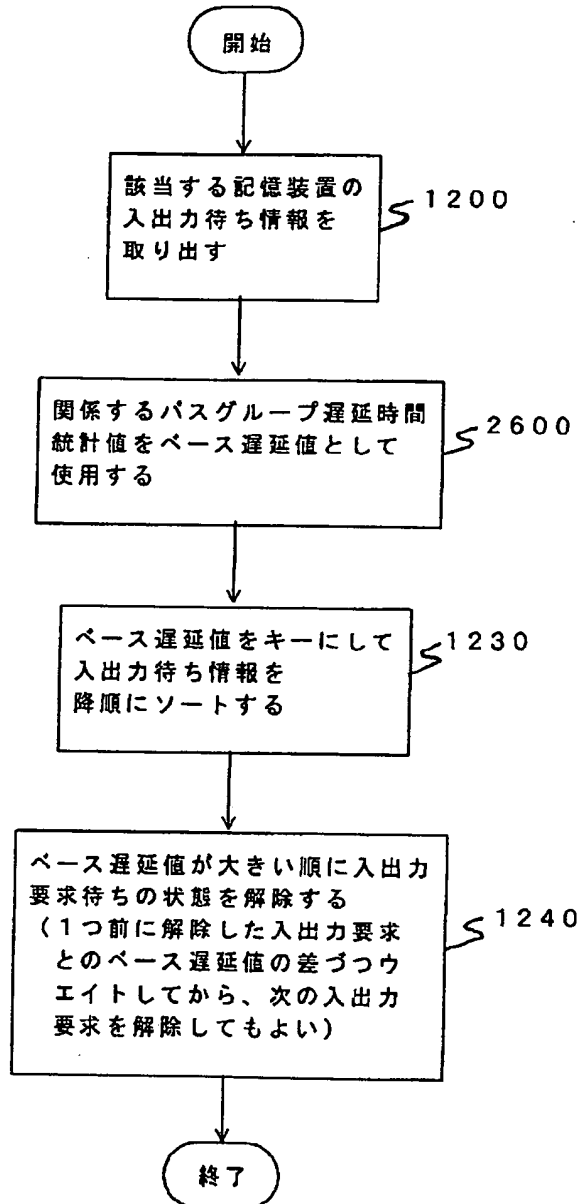 開始
該当する記憶装置の
入出力待ち情報を
取り出す
1200
関係するパスグループ遅延時間
統計値をベース遅延値として
使用する
2600
ベース遅延値をキーにして
入出力待ち情報を
降順にソートする
1230
ベース遅延値が大きい順に入出力
要求待ちの状態を解除する
(1つ前に解除した入出力要求
とのベース遅延値の差づつウ
エイトしてから、次の入出力
要求を解除してもよい)
1240
終了